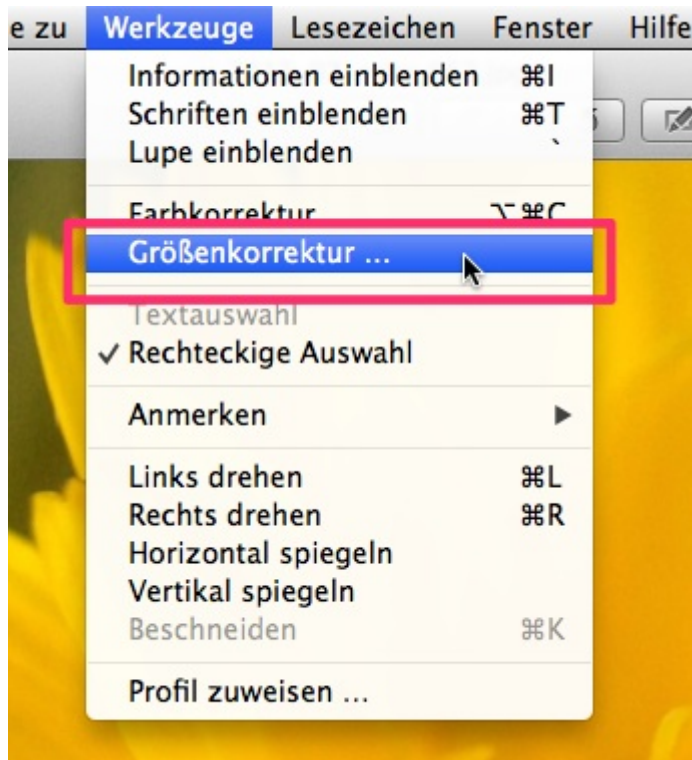 e zu Werkzeuge Lesezeichen Fenster Hilfe
Informationen einblenden ⌘I
Schriften einblenden ⌘T
Lupe einblenden `
Farbkorrektur ⌥⌘C
Größenkorrektur ...
Textauswahl
✓ Rechteckige Auswahl
Anmerken ▶
Links drehen ⌘L
Rechts drehen ⌘R
Horizontal spiegeln
Vertikal spiegeln
Beschneiden ⌘K
Profil zuweisen ...